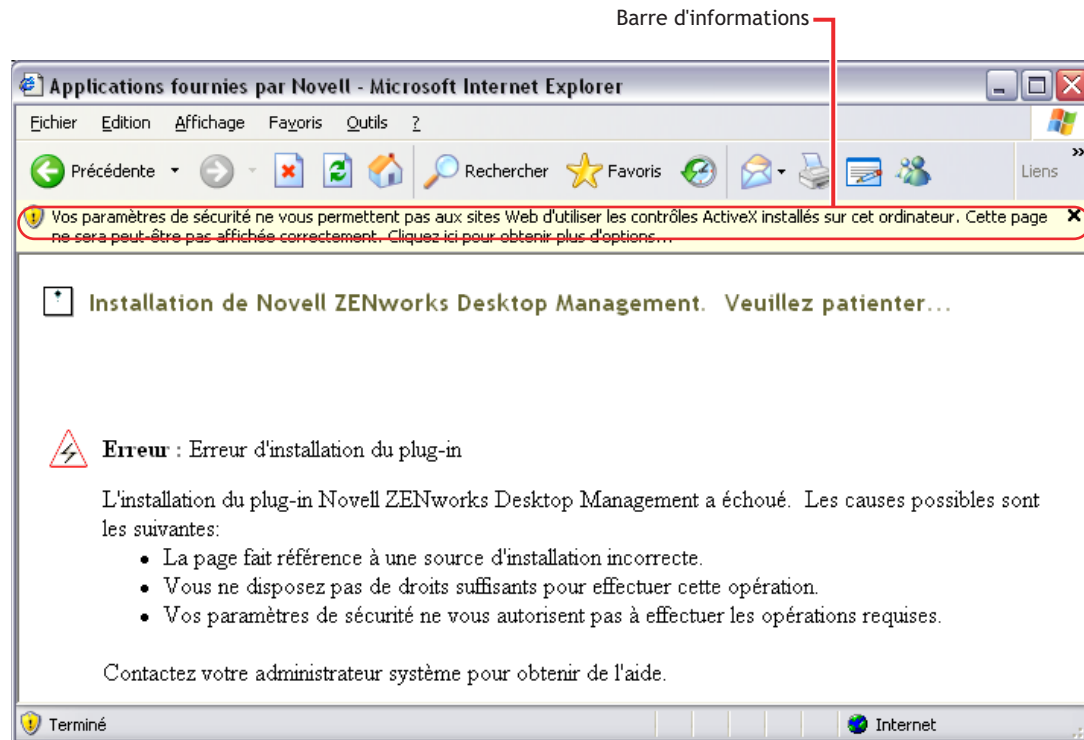 Barre d'informations
Applications fournies par Novell - Microsoft Internet Explorer
Fichier Edition Affichage Favoris Outils ?
Précédente Rechercher Favoris Liens »
Vos paramètres de sécurité ne vous permettent pas aux sites Web d'utiliser les contrôles ActiveX installés sur cet ordinateur. Cette page
ne sera peut-être pas affichée correctement. Cliquez ici pour obtenir plus d'options...
Installation de Novell ZENworks Desktop Management. Veuillez patienter...
Erreur : Erreur d'installation du plug-in
L'installation du plug-in Novell ZENworks Desktop Management a échoué. Les causes possibles sont
les suivantes:
• La page fait référence à une source d'installation incorrecte.
• Vous ne disposez pas de droits suffisants pour effectuer cette opération.
• Vos paramètres de sécurité ne vous autorisent pas à effectuer les opérations requises.
Contactez votre administrateur système pour obtenir de l'aide.
Terminé Internet